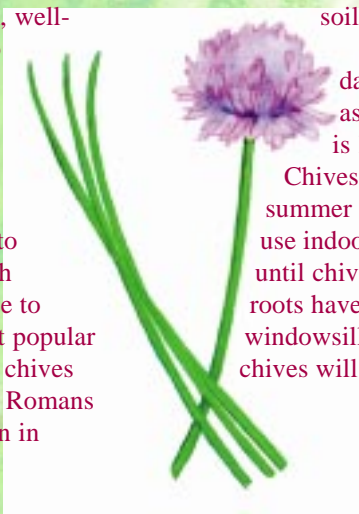 , well-
to
h
e to
t popular
chives
Romans
n in
soil
da
as
is
Chives
summer
use indoo
until chiv
roots have
windowsill
chives will